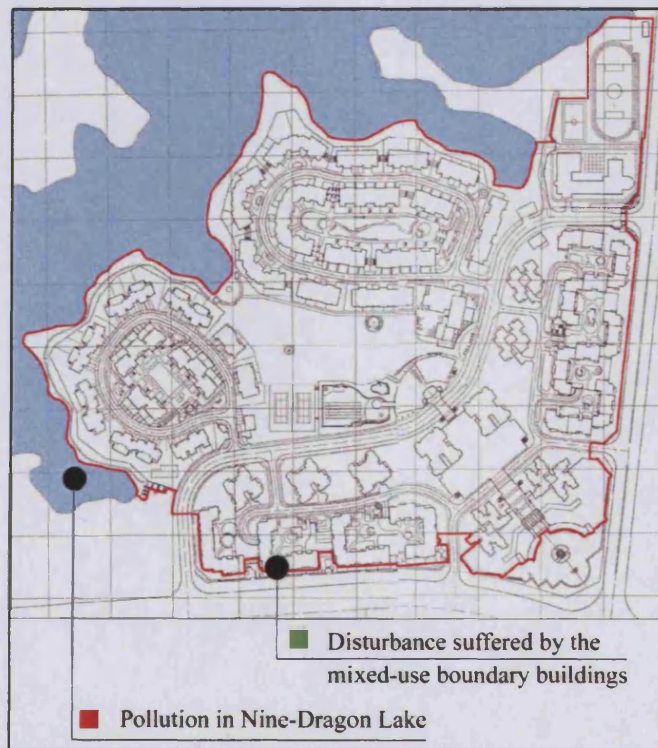 Disturbance suffered by the
mixed-use boundary buildings
Pollution in Nine-Dragon Lake